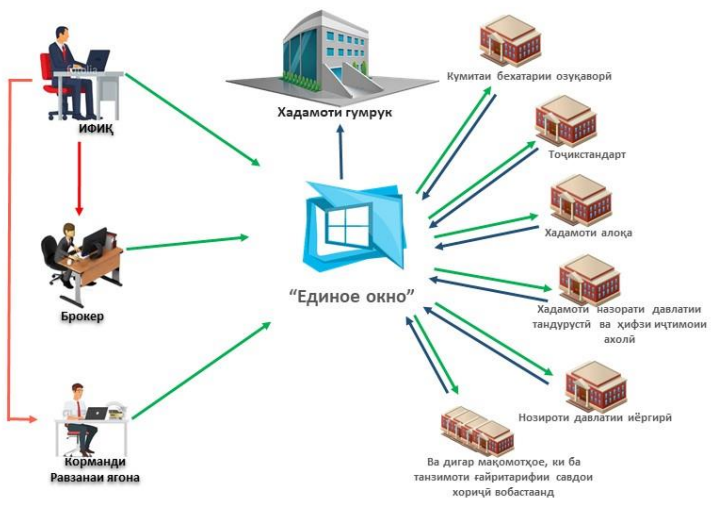 ИФИҚ
Брокер
Корманди
Равзанаи ягона
Хадамоти гумрук
“Единое окно”
Кумитаи бехатарии озуқаворӣ
Тоҷикстандарт
Хадамоти алоқа
Хадамоти назорати давлатии
тандурустӣ ва ҳифзи иҷтимоии
ахолӣ
Нозироти давлатии иёргирӣ
Ва дигар мақомотҳое, ки ба
танзимоти ғайритарифии савдои
хориҷӣ вобастаанд